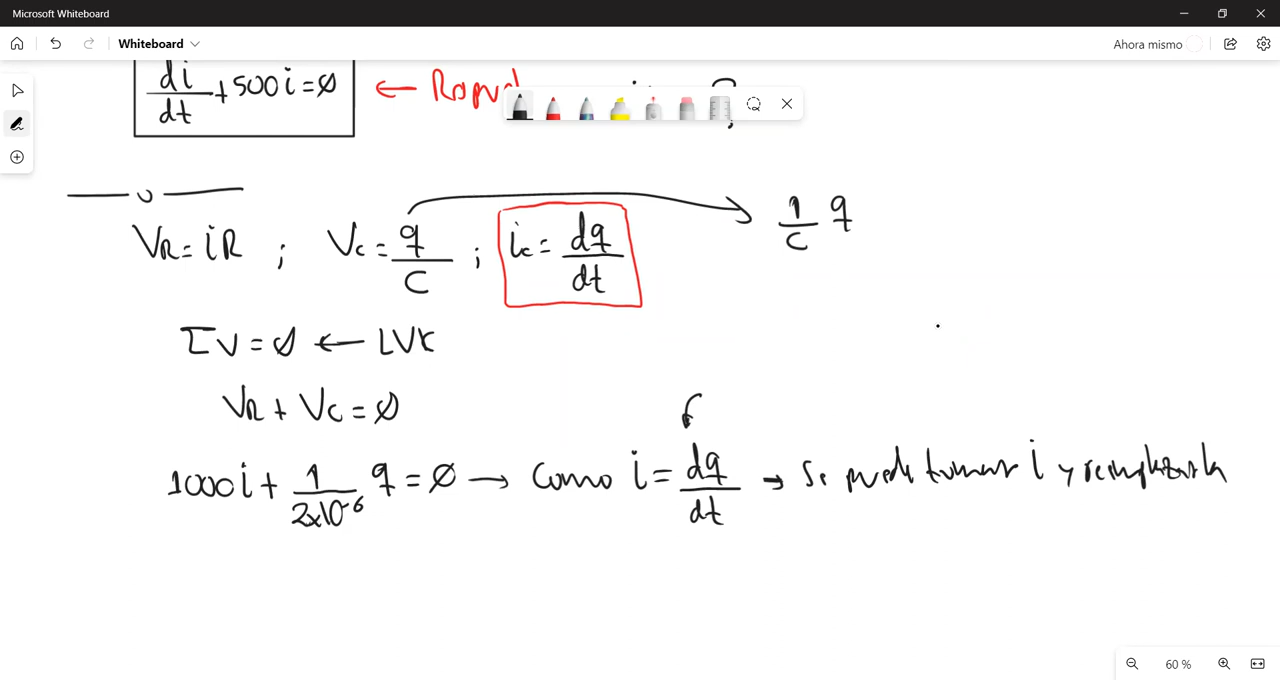 Microsoft Whiteboard
Whiteboard
Ahora mismo
di/dt + 500i = ∅ ←
VR = iR ; Vc = q/C ; ic = dq/dt
1/C q
Σv = ∅ ← LVK
VR + Vc = ∅
1000i + 1/2x10^-6 q = ∅ → Como i = dq/dt → Se puede tomar i y reemplazarla
60 %